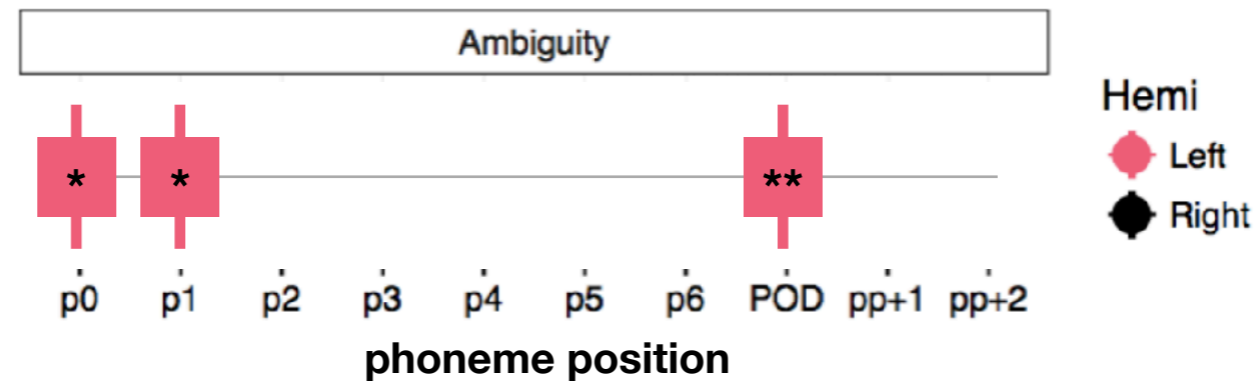 Ambiguity
Hemi
Left
Right
* * **
p0 p1 p2 p3 p4 p5 p6 POD pp+1 pp+2
phoneme position